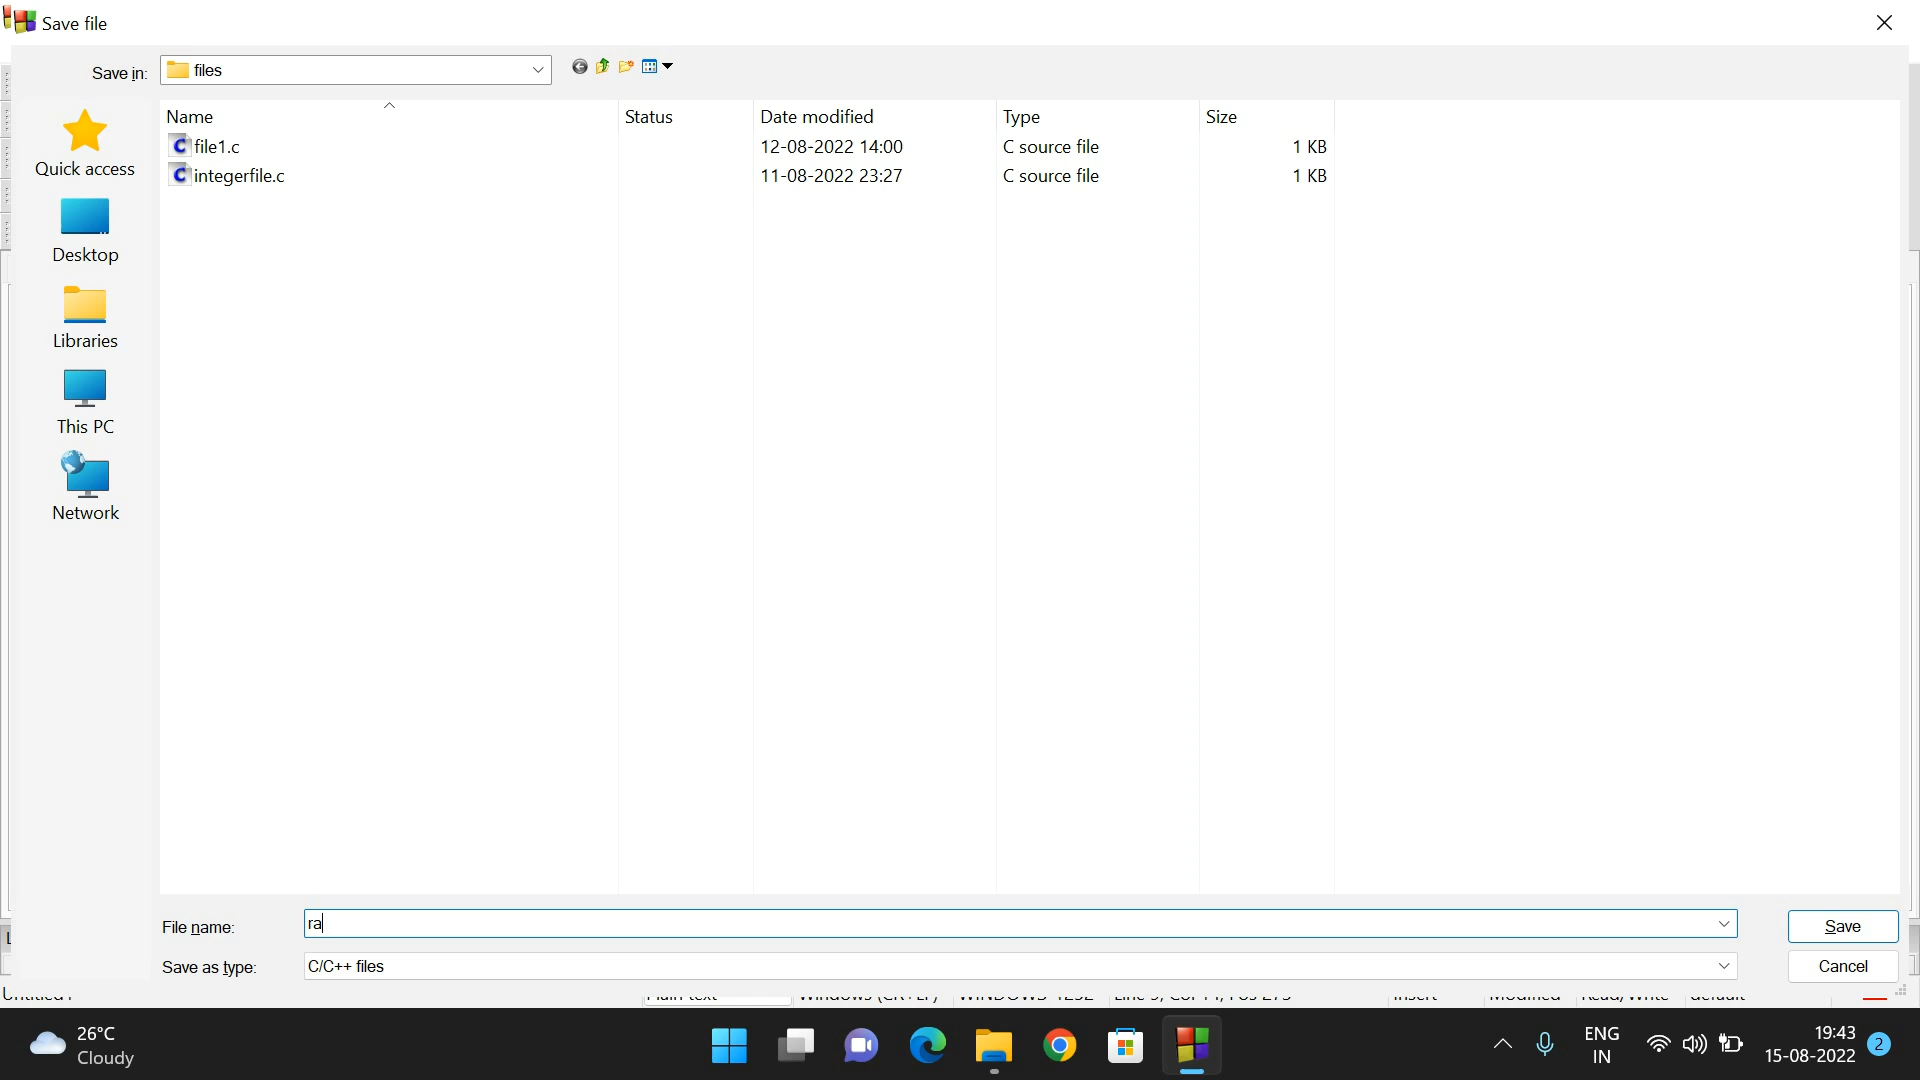 Save file
Save in: files
Name Status Date modified Type Size
file1.c 12-08-2022 14:00 C source file 1 KB
integerfile.c 11-08-2022 23:27 C source file 1 KB
Quick access
Desktop
Libraries
This PC
Network
File name: ra Save
Save as type: C/C++ files Cancel
26°C
Cloudy
ENG
IN
19:43
15-08-2022
2